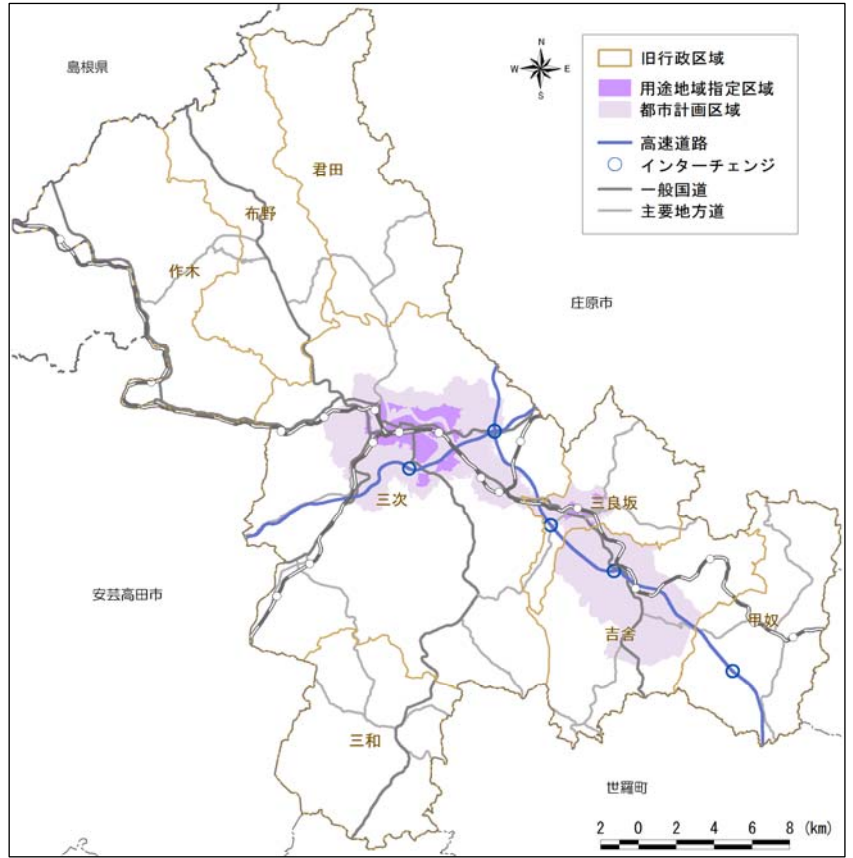 島根県
N
W
E
S
旧行政区域
用途地域指定区域
都市計画区域
高速道路
インターチェンジ
一般国道
主要地方道
君田
布野
作木
庄原市
三次
三良坂
安芸高田市
吉舎
甲奴
三和
世羅町
2 0 2 4 6 8 (km)